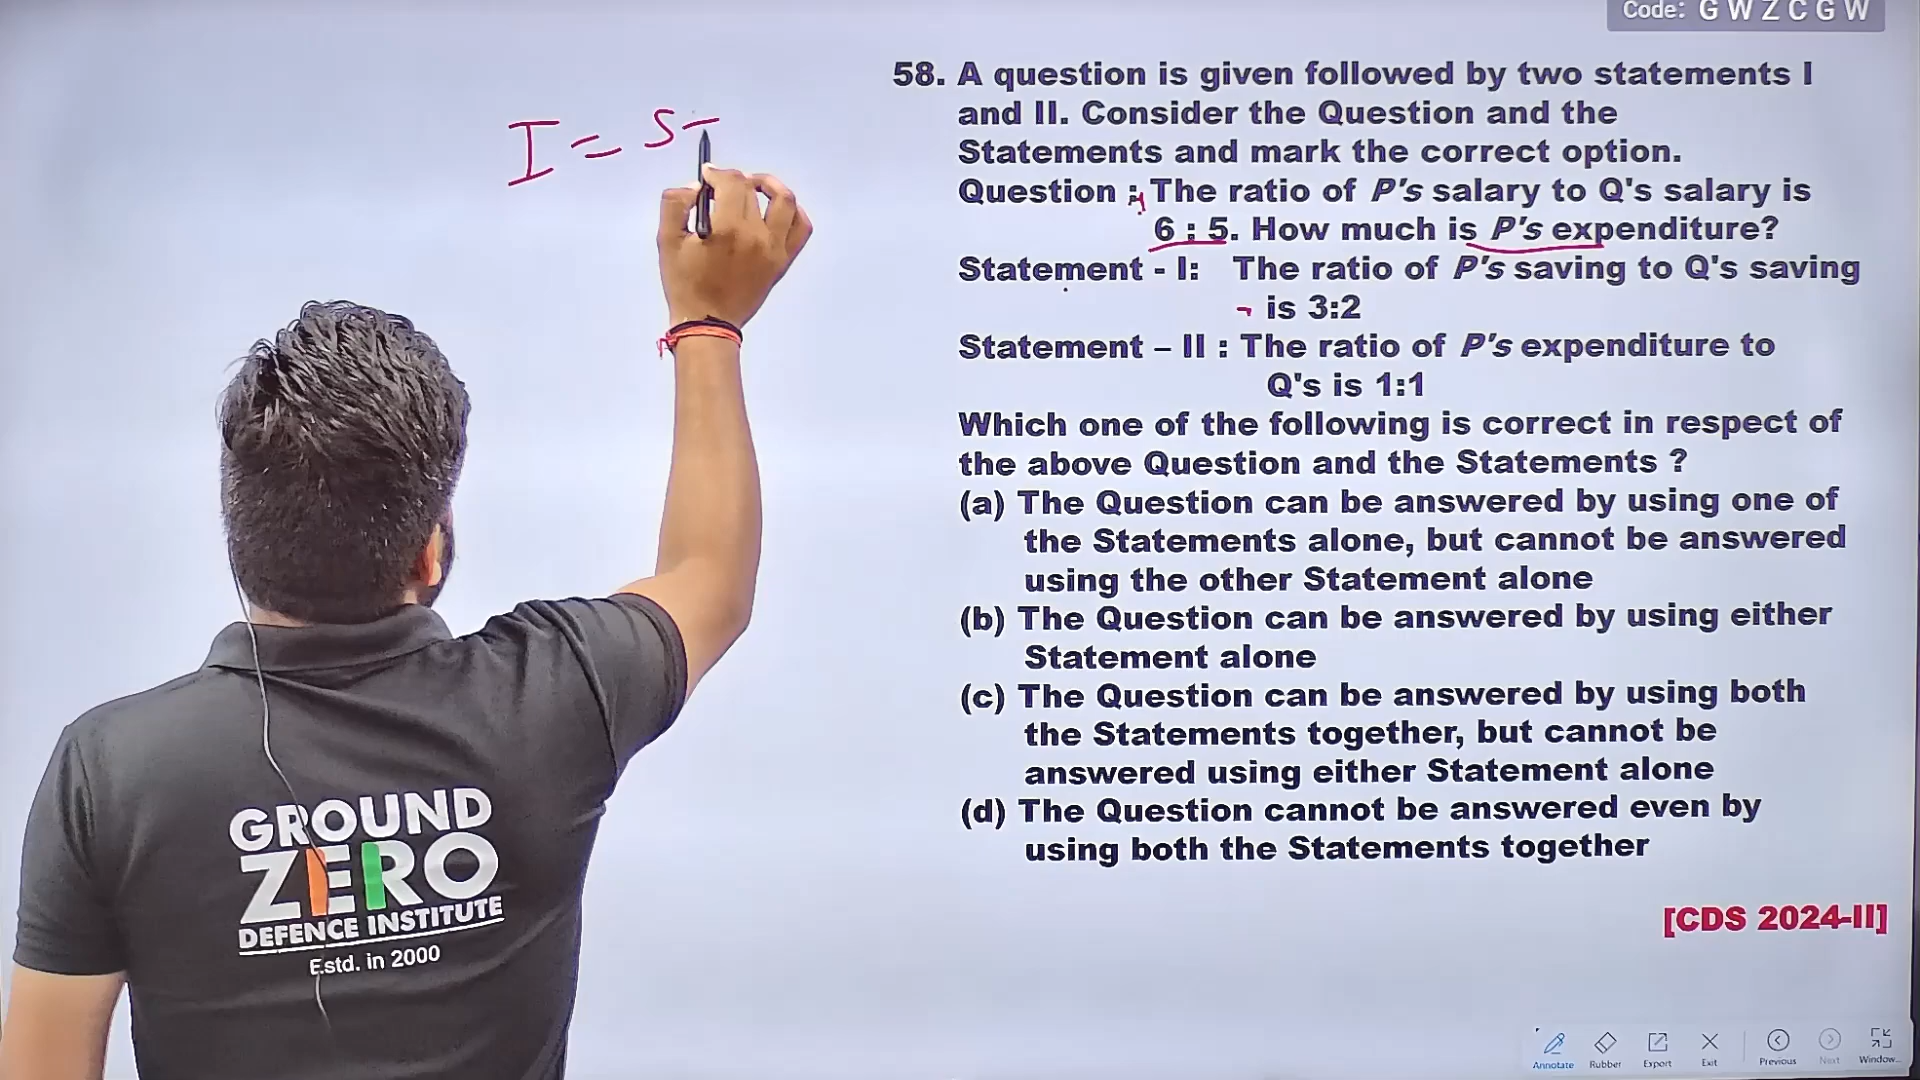 Code: G W Z C G W
I = S
58. A question is given followed by two statements I
and II. Consider the Question and the
Statements and mark the correct option.
Question : The ratio of P's salary to Q's salary is
6 : 5. How much is P's expenditure?
Statement - I: The ratio of P's saving to Q's saving
is 3:2
Statement – II : The ratio of P's expenditure to
Q's is 1:1
Which one of the following is correct in respect of
the above Question and the Statements ?
(a) The Question can be answered by using one of
the Statements alone, but cannot be answered
using the other Statement alone
(b) The Question can be answered by using either
Statement alone
(c) The Question can be answered by using both
the Statements together, but cannot be
answered using either Statement alone
(d) The Question cannot be answered even by
using both the Statements together
[CDS 2024-II]
GROUND
ZERO
DEFENCE INSTITUTE
Estd. in 2000
Annotate Rubber Export Exit Previous Next Window...